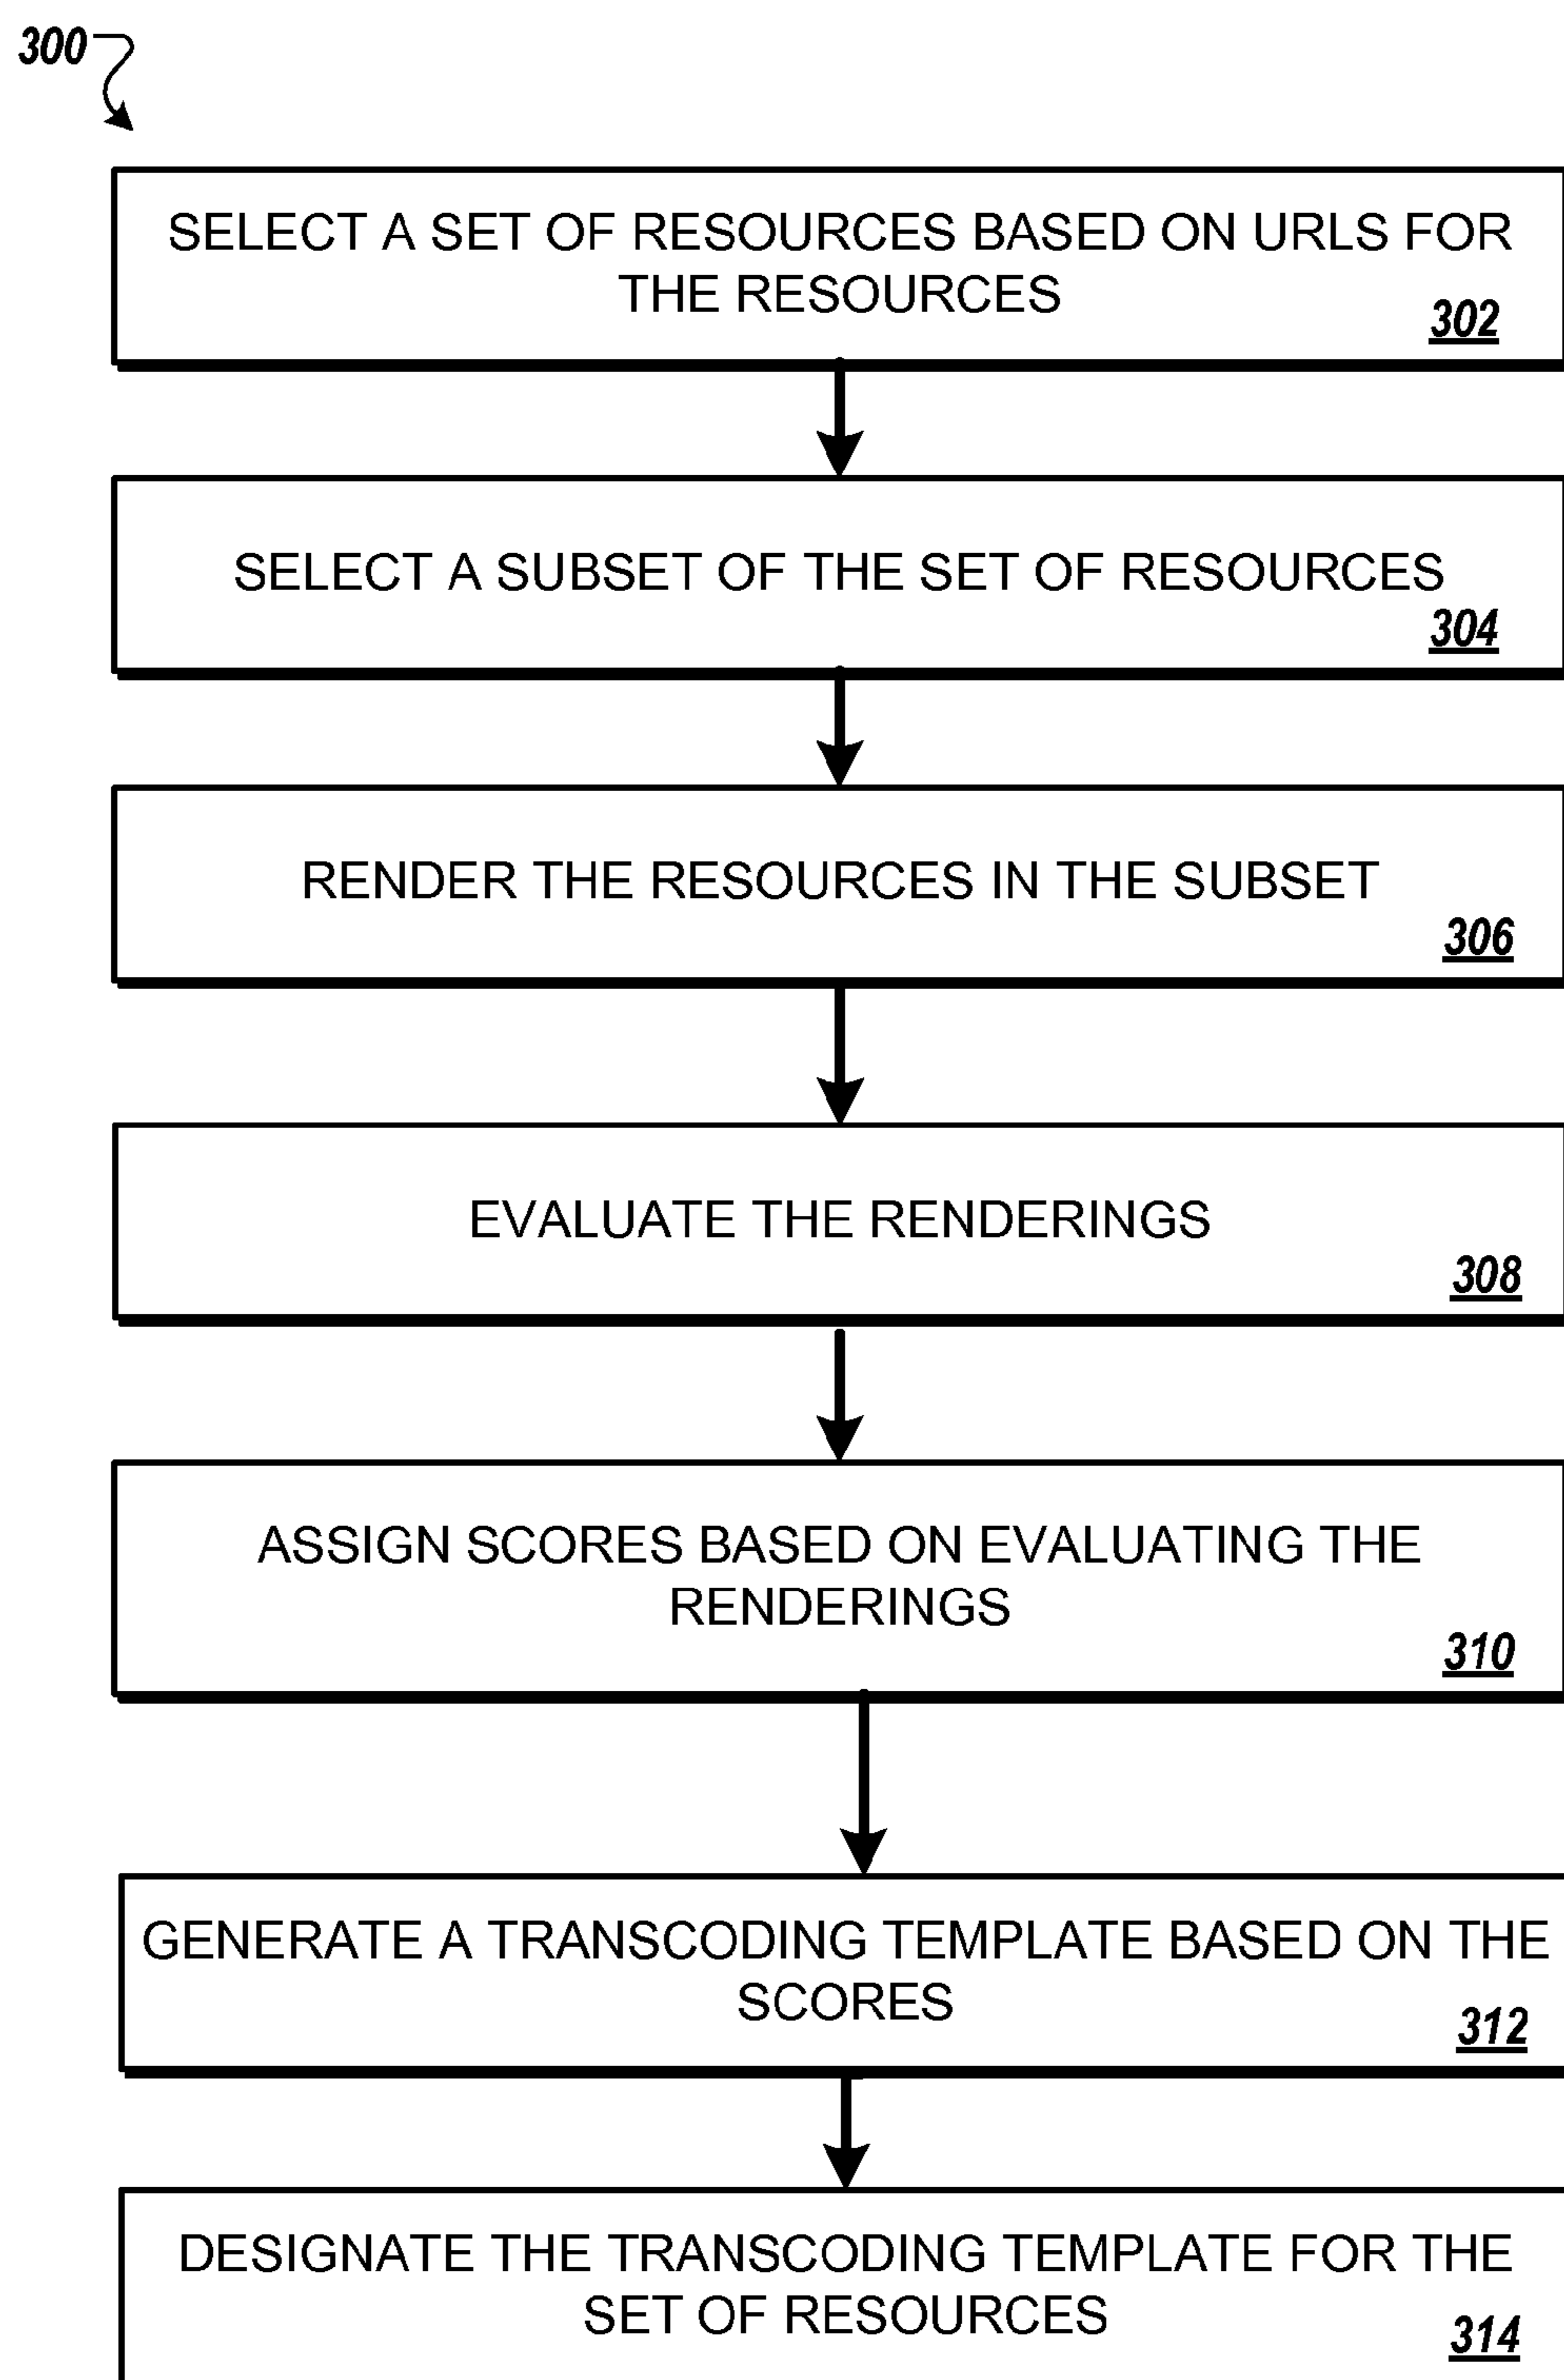 300
SELECT A SET OF RESOURCES BASED ON URLS FOR
THE RESOURCES
302
SELECT A SUBSET OF THE SET OF RESOURCES
304
RENDER THE RESOURCES IN THE SUBSET
306
EVALUATE THE RENDERINGS
308
ASSIGN SCORES BASED ON EVALUATING THE
RENDERINGS
310
GENERATE A TRANSCODING TEMPLATE BASED ON THE
SCORES
312
DESIGNATE THE TRANSCODING TEMPLATE FOR THE
SET OF RESOURCES
314